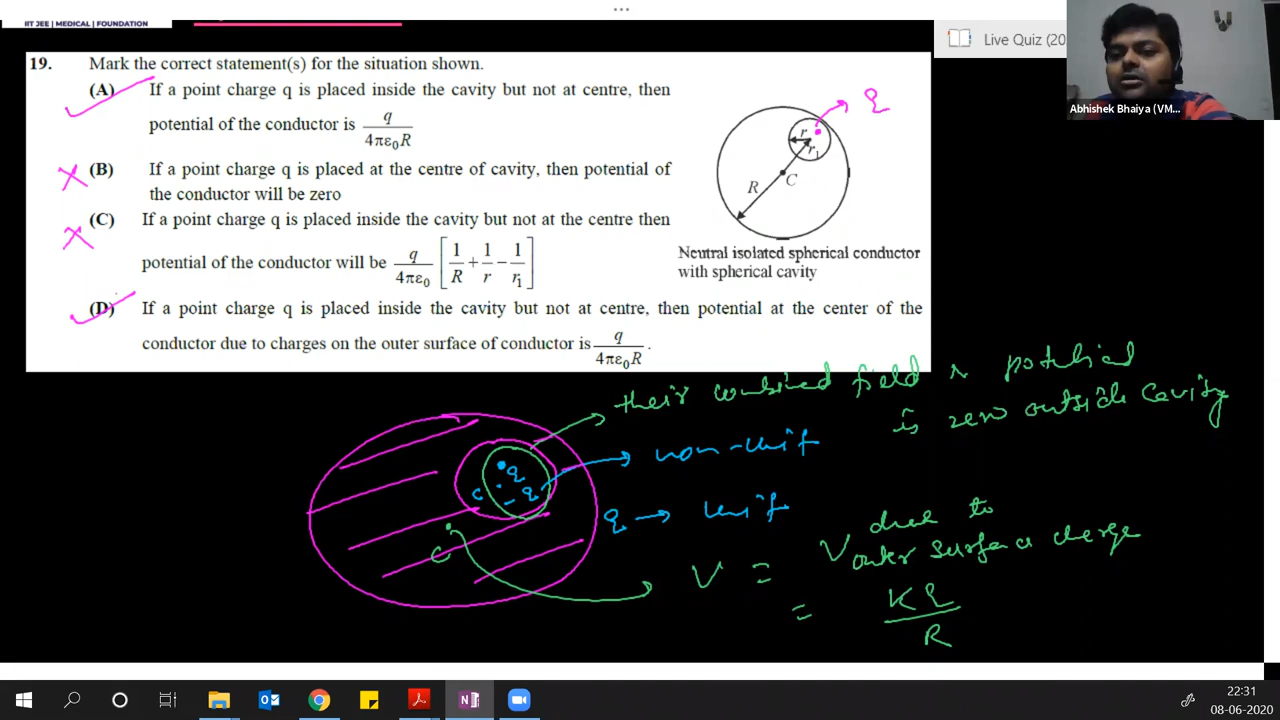 IIT JEE | MEDICAL | FOUNDATION
Live Quiz (20
Abhishek Bhaiya (VM...
19. Mark the correct statement(s) for the situation shown.
(A) If a point charge q is placed inside the cavity but not at centre, then
potential of the conductor is q/4πε₀R
(B) If a point charge q is placed at the centre of cavity, then potential of
the conductor will be zero
(C) If a point charge q is placed inside the cavity but not at the centre then
potential of the conductor will be q/4πε₀ [1/R + 1/r − 1/r₁]
(D) If a point charge q is placed inside the cavity but not at centre, then potential at the center of the
conductor due to charges on the outer surface of conductor is q/4πε₀R.
q
r
r₁
C
R
Neutral isolated spherical conductor
with spherical cavity
their combined field & potential
is zero outside cavity
non-unif
q
c
-q
q → unif
C
V = V due to
outer surface charge
= Kq/R
22:31
08-06-2020